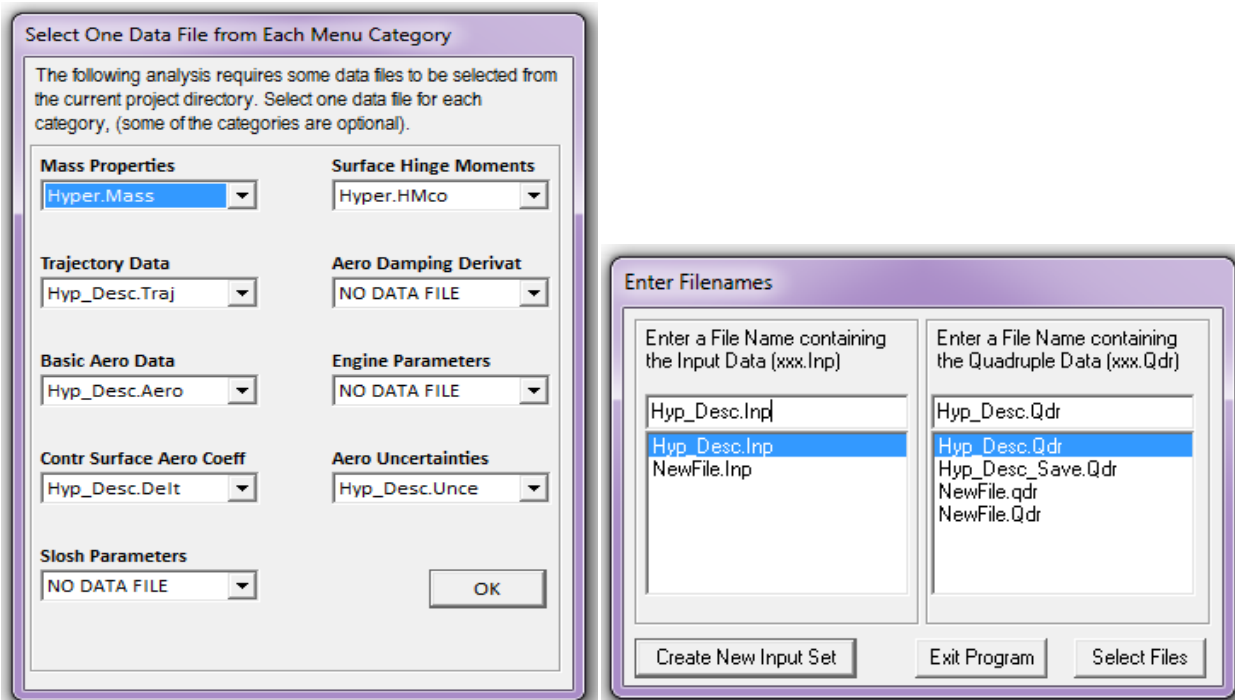 Select One Data File from Each Menu Category
The following analysis requires some data files to be selected from
the current project directory. Select one data file for each
category, (some of the categories are optional).
Mass Properties
Hyper.Mass
Surface Hinge Moments
Hyper.HMco
Trajectory Data
Hyp_Desc.Traj
Aero Damping Derivat
NO DATA FILE
Basic Aero Data
Hyp_Desc.Aero
Engine Parameters
NO DATA FILE
Contr Surface Aero Coeff
Hyp_Desc.Delt
Aero Uncertainties
Hyp_Desc.Unce
Slosh Parameters
NO DATA FILE
OK
Enter Filenames
Enter a File Name containing
the Input Data (xxx.Inp)
Hyp_Desc.Inp
Hyp_Desc.Inp
NewFile.Inp
Enter a File Name containing
the Quadruple Data (xxx.Qdr)
Hyp_Desc.Qdr
Hyp_Desc.Qdr
Hyp_Desc_Save.Qdr
NewFile.qdr
NewFile.Qdr
Create New Input Set
Exit Program
Select Files